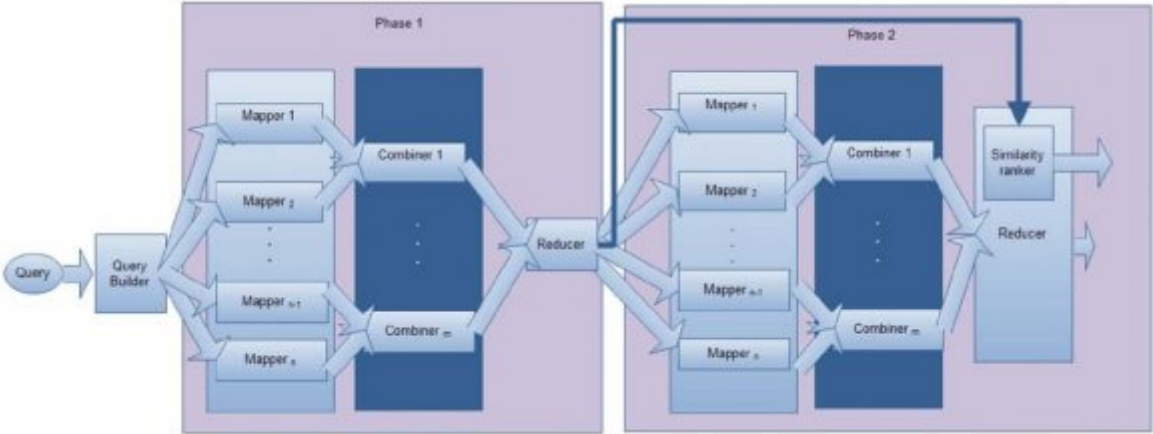 Phase 1
Mapper 1
Mapper 2
Mapper n-1
Mapper n
Combiner 1
Combiner m
Query
Query
Builder
Reducer
Phase 2
Mapper 1
Mapper 2
Mapper n-1
Mapper n
Combiner 1
Combiner m
Similarity
ranker
Reducer